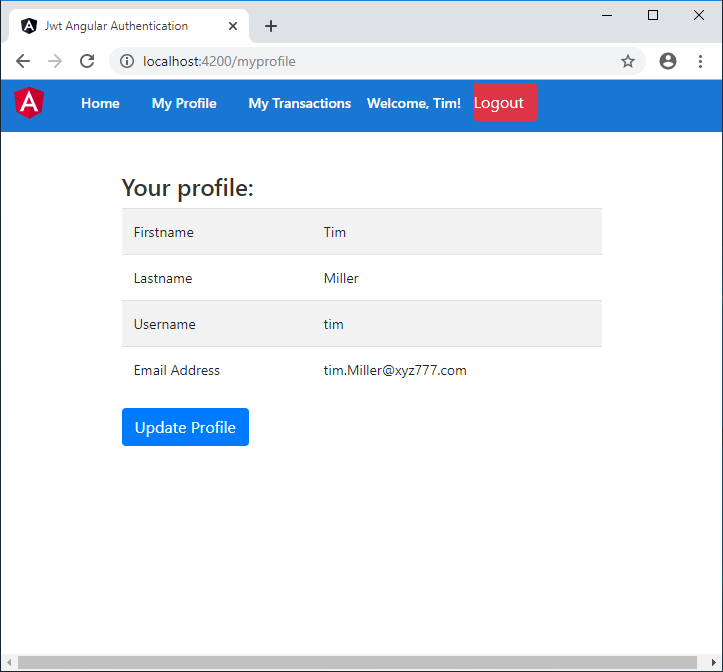 Jwt Angular Authentication
localhost:4200/myprofile
A Home My Profile My Transactions Welcome, Tim! Logout
Your profile:
Firstname Tim
Lastname Miller
Username tim
Email Address tim.Miller@xyz777.com
Update Profile